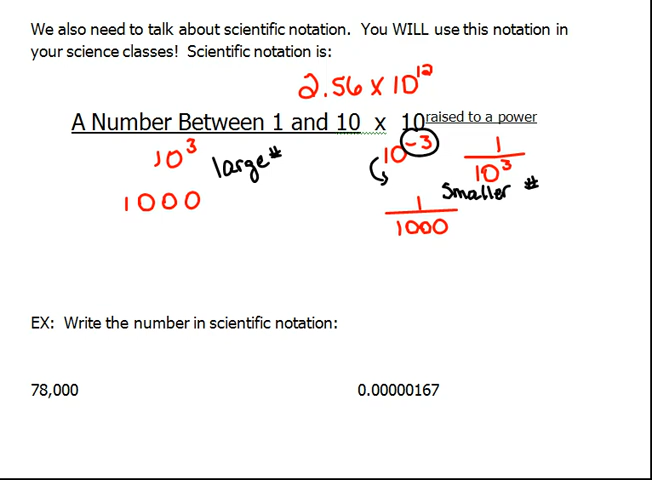 We also need to talk about scientific notation. You WILL use this notation in
your science classes! Scientific notation is:
2.56 x 10^12
A Number Between 1 and 10 x 10^raised to a power
10^3 large #
1000
10^-3
1/10^3
smaller #
1/1000
EX: Write the number in scientific notation:
78,000 0.00000167